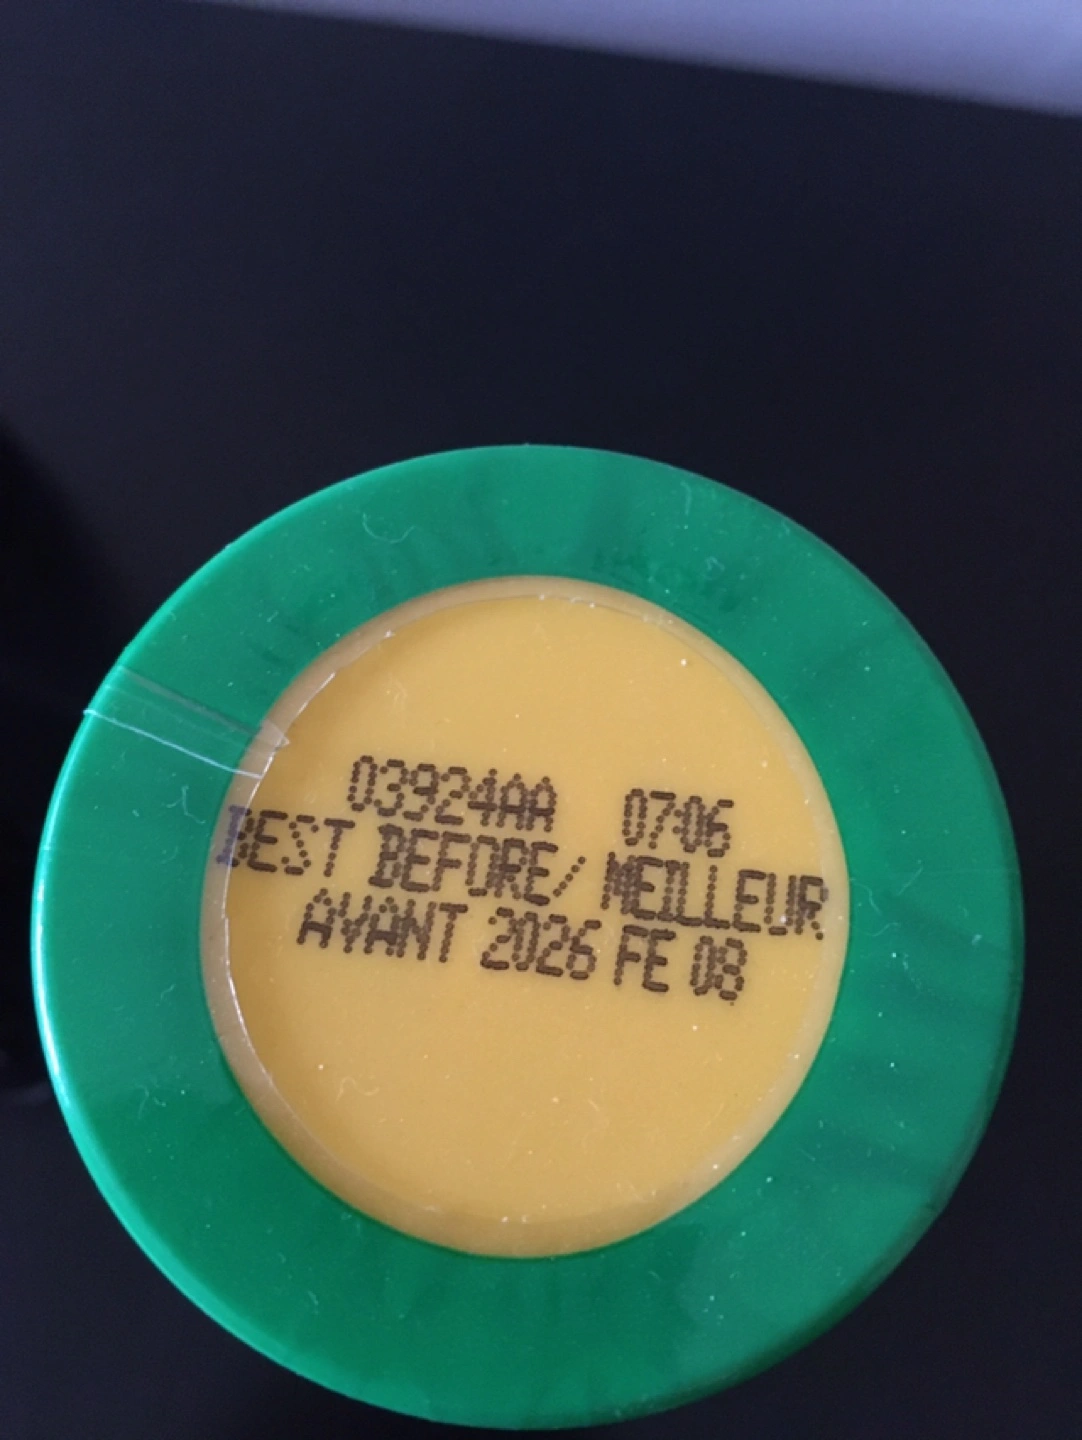 03924AA 07:06
BEST BEFORE/ MEILLEUR
AVANT 2026 FE 08